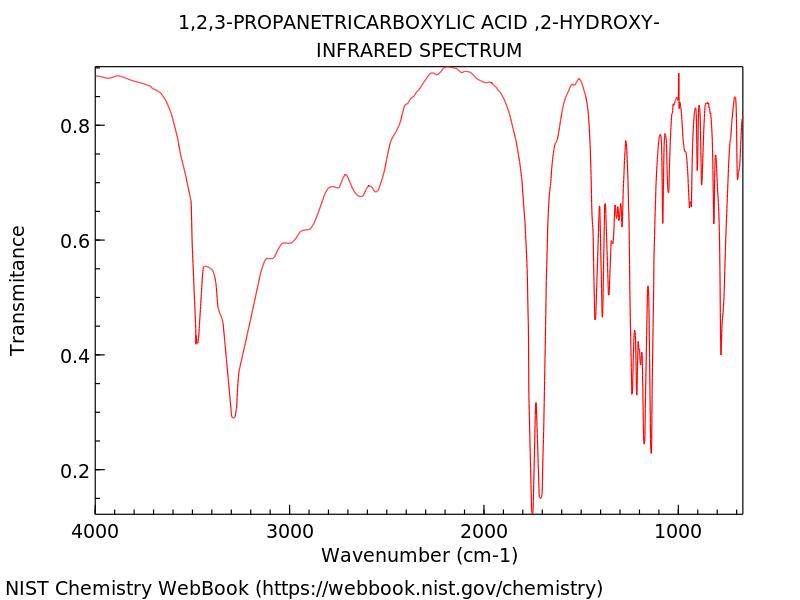 1,2,3-PROPANETRICARBOXYLIC ACID ,2-HYDROXY-
INFRARED SPECTRUM
0.8
0.6
0.4
0.2
Transmitance
4000 3000 2000 1000
Wavenumber (cm-1)
NIST Chemistry WebBook (https://webbook.nist.gov/chemistry)